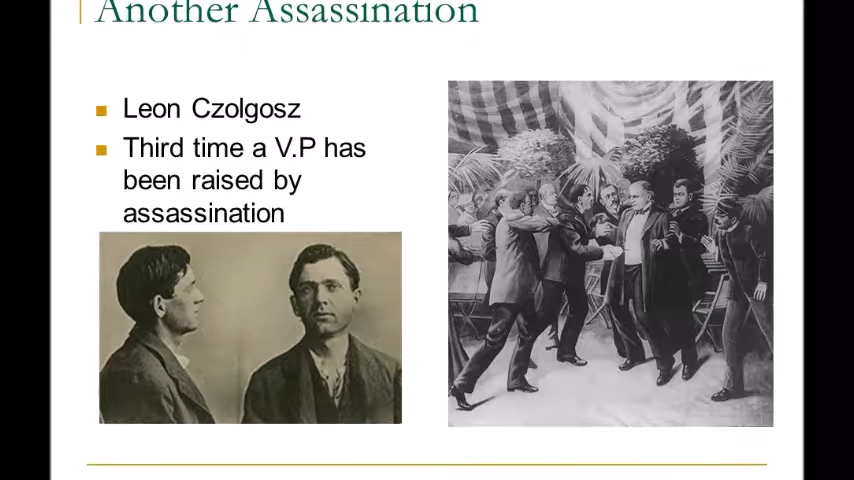 Another Assassination
Leon Czolgosz
Third time a V.P has
been raised by
assassination